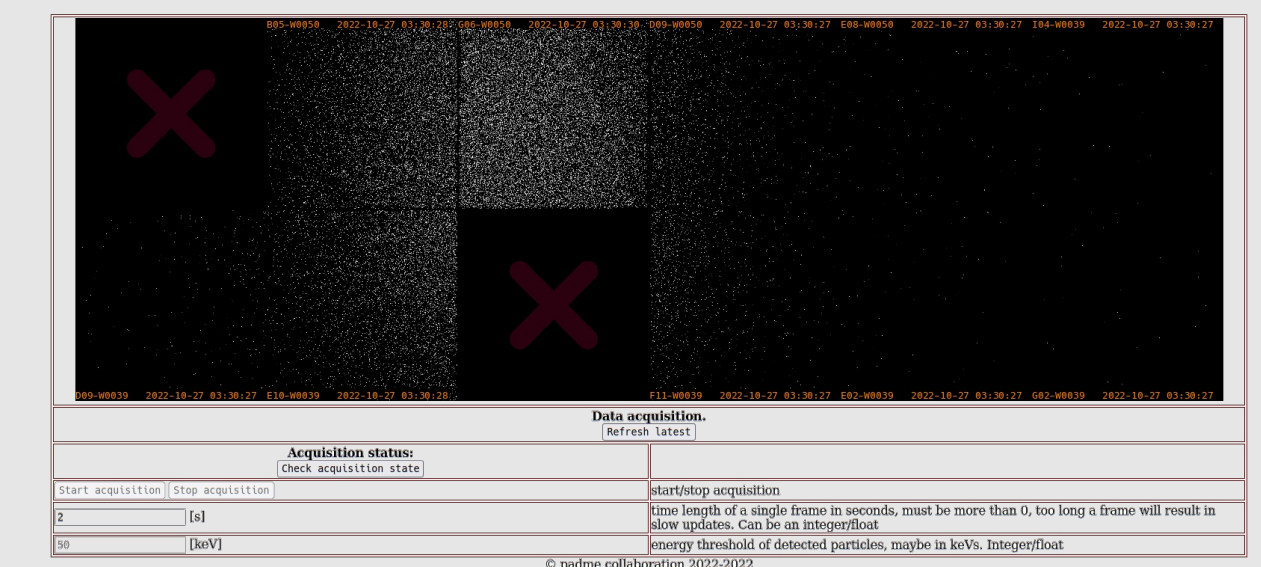 B05-W0050 2022-10-27 03:30:28 G06-W0050 2022-10-27 03:30:30 D09-W0050 2022-10-27 03:30:27 E08-W0050 2022-10-27 03:30:27 I04-W0039 2022-10-27 03:30:27
D09-W0039 2022-10-27 03:30:27 E10-W0039 2022-10-27 03:30:28 F11-W0039 2022-10-27 03:30:27 E02-W0039 2022-10-27 03:30:27 G02-W0039 2022-10-27 03:30:27
Data acquisition.
Refresh latest
Acquisition status:
Check acquisition state
Start acquisition Stop acquisition start/stop acquisition
2 [s] time length of a single frame in seconds, must be more than 0, too long a frame will result in
slow updates. Can be an integer/float
50 [keV] energy threshold of detected particles, maybe in keVs. Integer/float
© padme collaboration 2022-2022